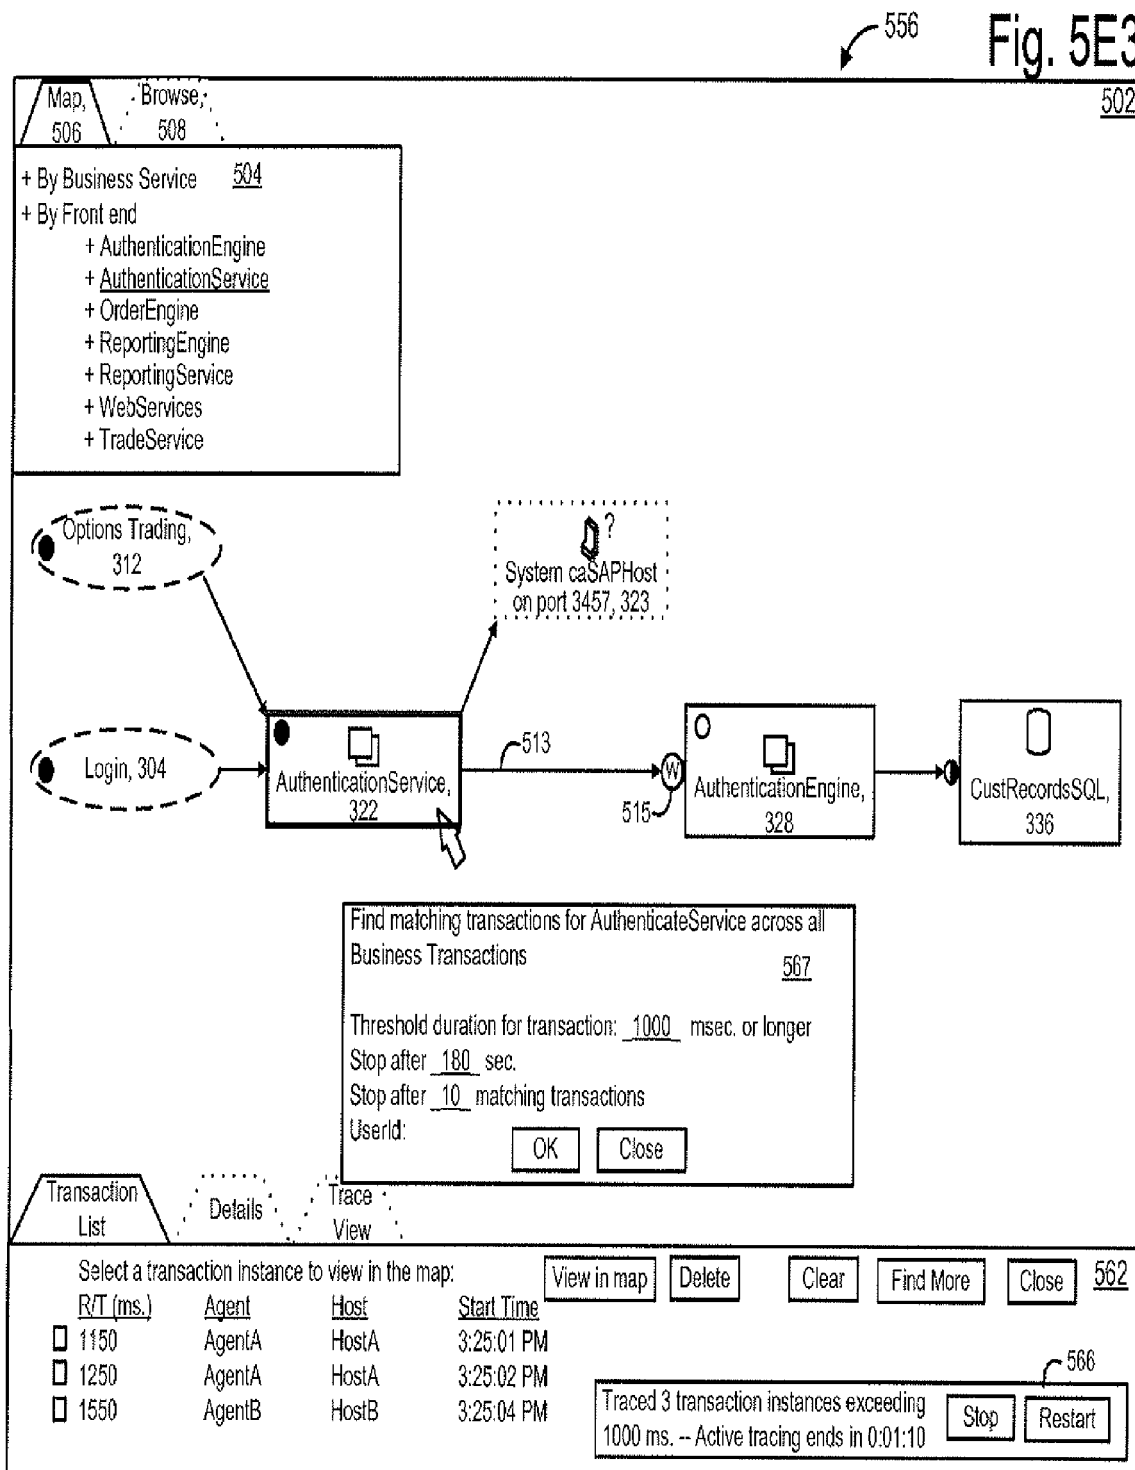 556
Fig. 5E3
502
Map,
506
Browse,
508
+ By Business Service 504
+ By Front end
+ AuthenticationEngine
+ AuthenticationService
+ OrderEngine
+ ReportingEngine
+ ReportingService
+ WebServices
+ TradeService
Options Trading,
312
?
System caSAPHost
on port 3457, 323
Login, 304
AuthenticationService,
322
513
W
515
AuthenticationEngine,
328
CustRecordsSQL,
336
Find matching transactions for AuthenticateService across all
Business Transactions
567
Threshold duration for transaction: _1000_ msec. or longer
Stop after _180_ sec.
Stop after _10_ matching transactions
UserId:
OK Close
Transaction
List
Details
Trace
View
Select a transaction instance to view in the map:
View in map Delete Clear Find More Close 562
R/T (ms.) Agent Host Start Time
1150 AgentA HostA 3:25:01 PM
1250 AgentA HostA 3:25:02 PM
1550 AgentB HostB 3:25:04 PM
566
Traced 3 transaction instances exceeding
1000 ms. -- Active tracing ends in 0:01:10
Stop Restart